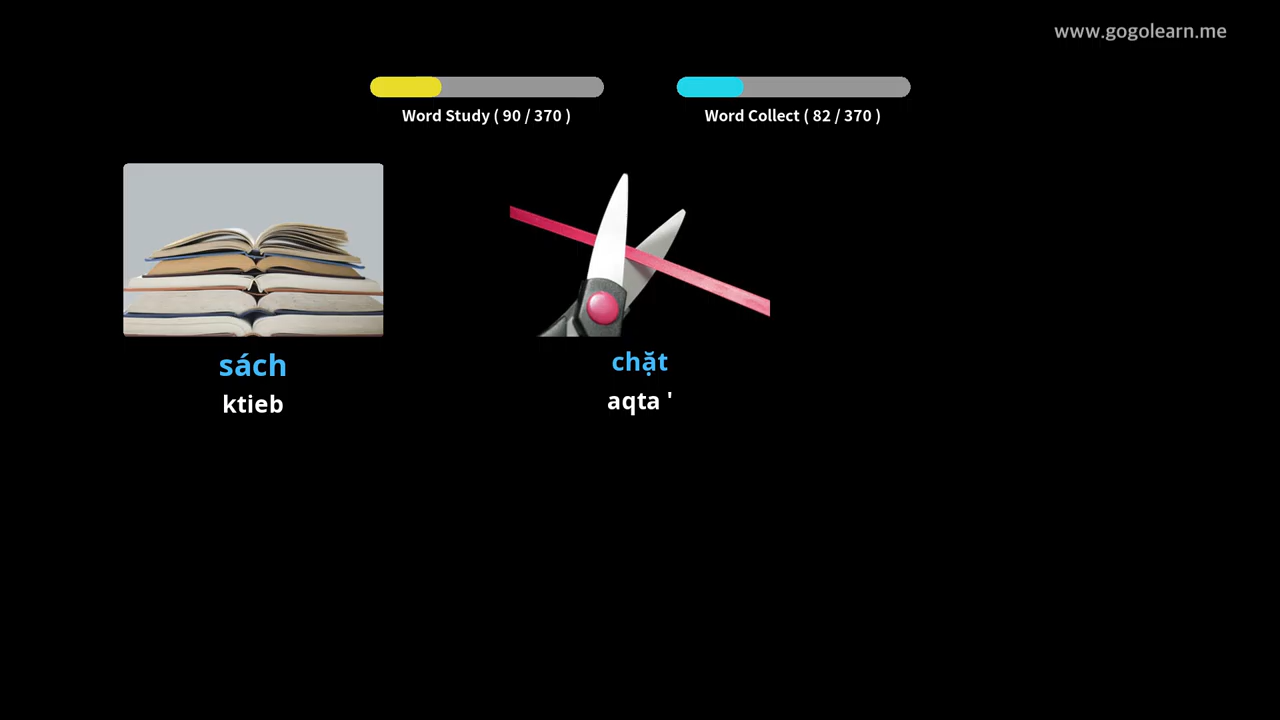 www.gogolearn.me
Word Study ( 90 / 370 )
Word Collect ( 82 / 370 )
sách
ktieb
chặt
aqta '